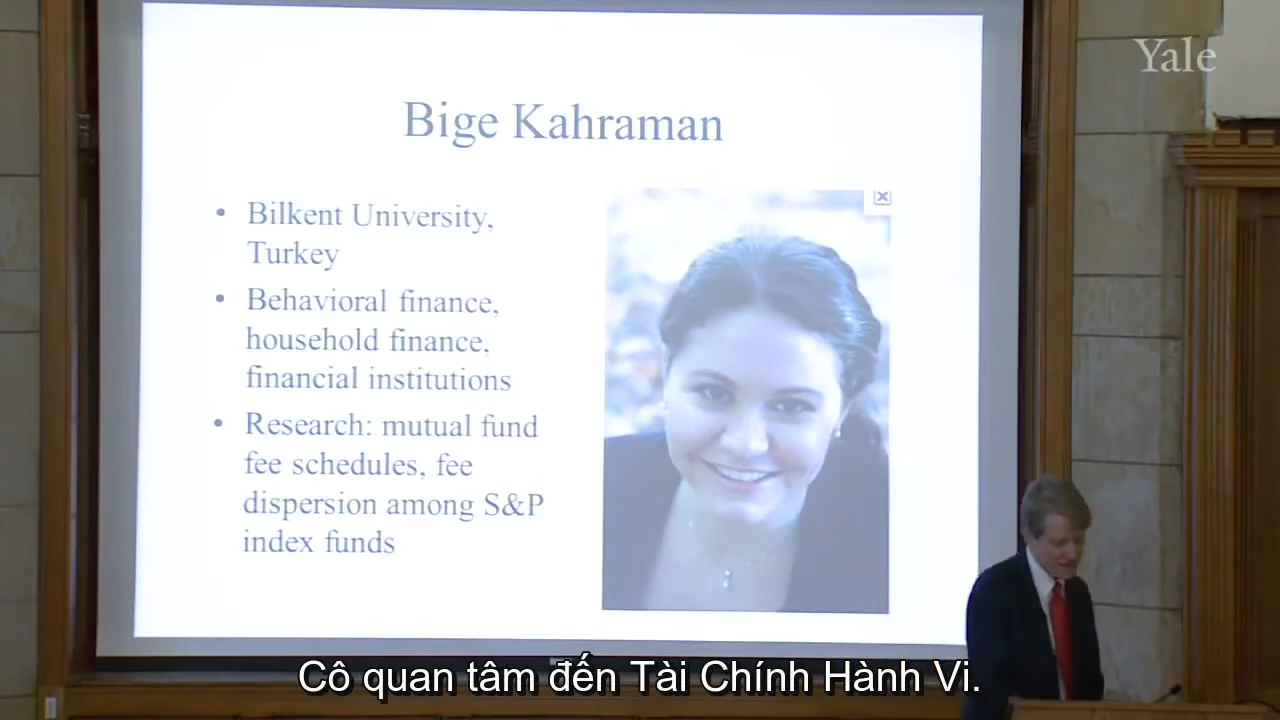 Yale
Bige Kahraman
• Bilkent University,
Turkey
• Behavioral finance,
household finance,
financial institutions
• Research: mutual fund
fee schedules, fee
dispersion among S&P
index funds
Cô quan tâm đến Tài Chính Hành Vi.